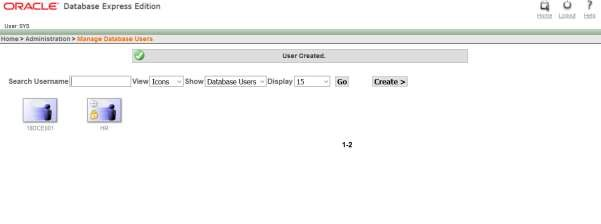 ORACLE Database Express Edition
Home Logout Help
User: SYS
Home > Administration > Manage Database Users
User Created.
Search Username View Icons Show Database Users Display 15 Go Create >
18DCE001 HR
1-2